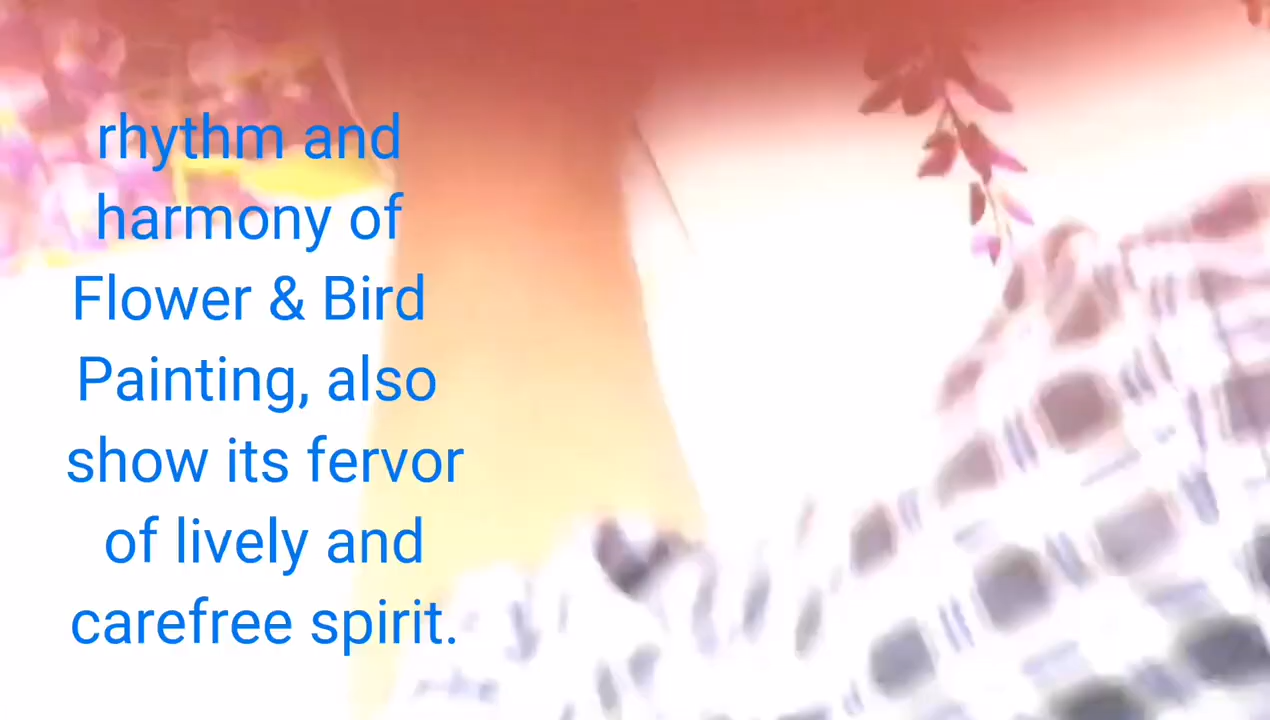 rhythm and
harmony of
Flower & Bird
Painting, also
show its fervor
of lively and
carefree spirit.